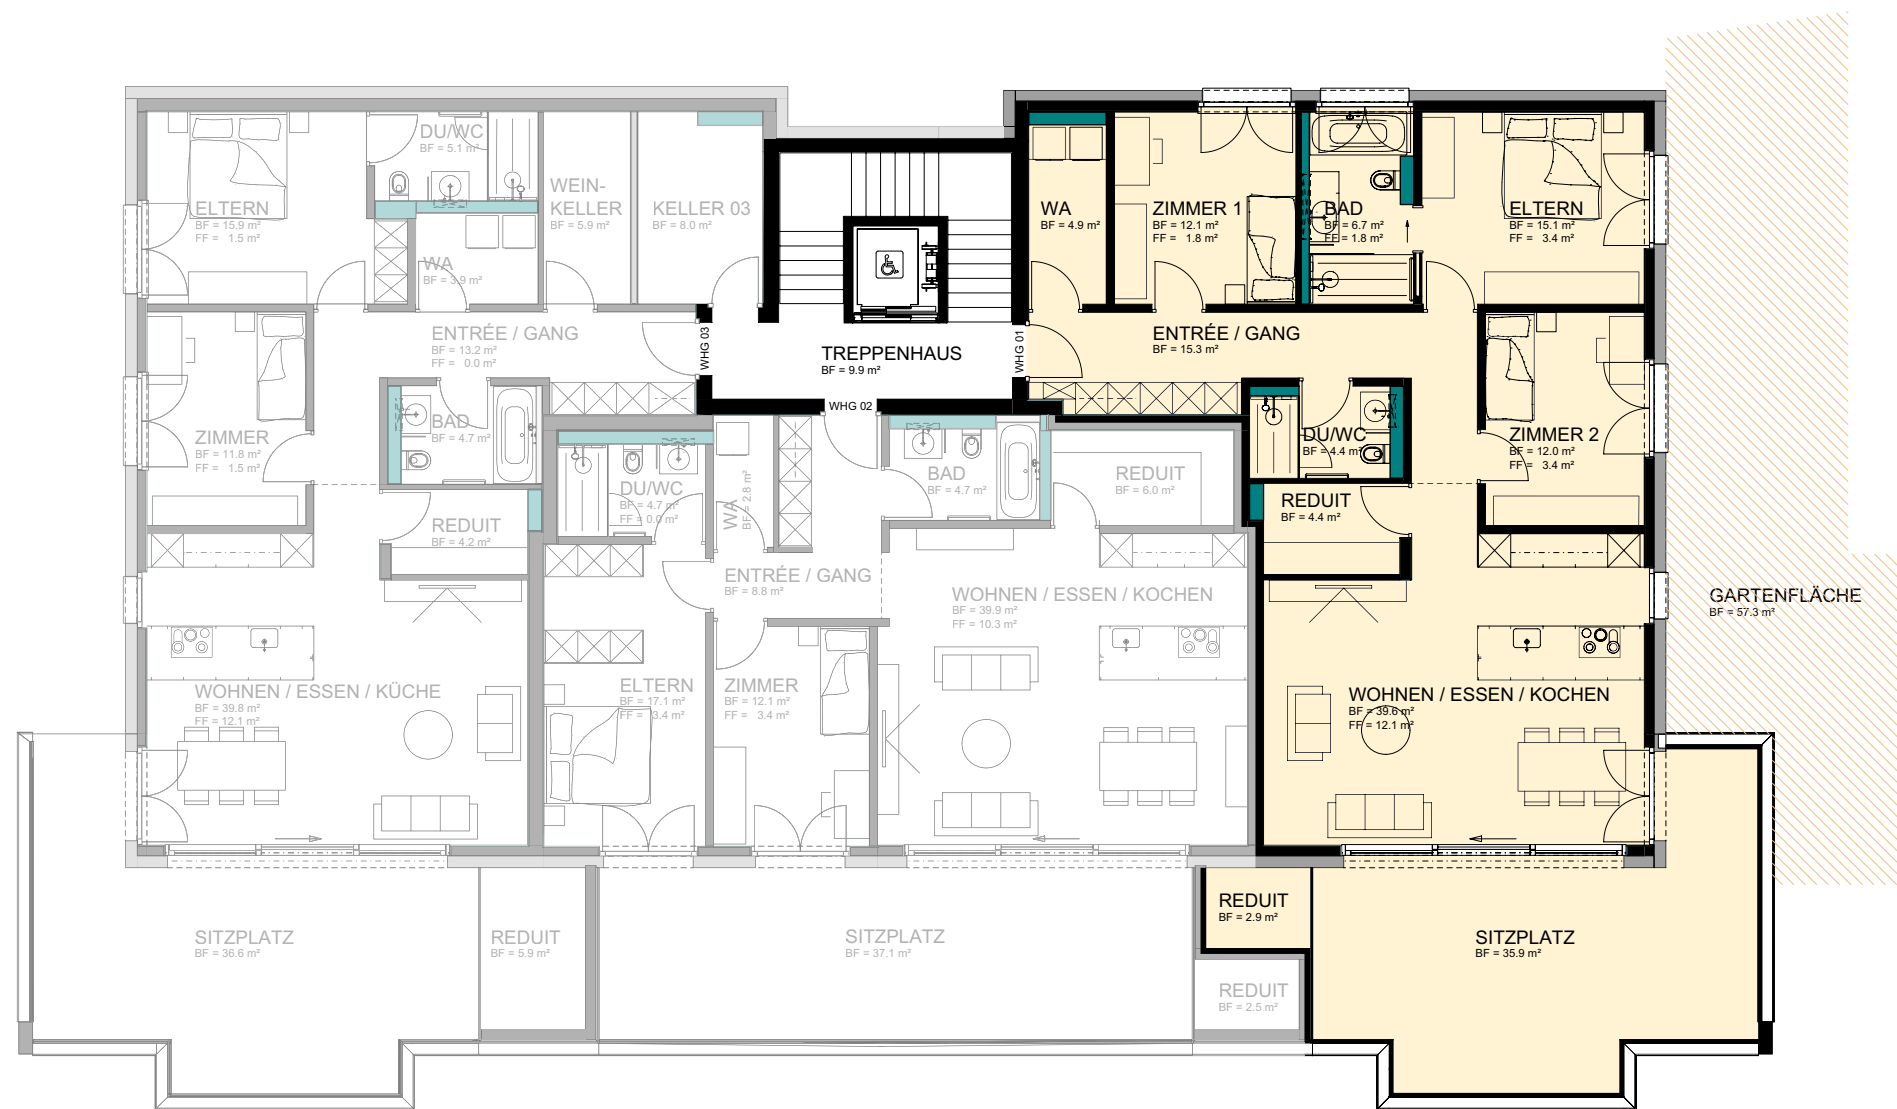 DU/WC
BF = 5.1 m²
ELTERN
BF = 15.9 m²
FF = 1.5 m²
WEIN-
KELLER
BF = 5.9 m²
KELLER 03
BF = 8.0 m²
WA
BF = 3.9 m²
WA
BF = 4.9 m²
ZIMMER 1
BF = 12.1 m²
FF = 1.8 m²
BAD
BF = 6.7 m²
FF = 1.8 m²
ELTERN
BF = 15.1 m²
FF = 3.4 m²
ENTRÉE / GANG
BF = 13.2 m²
FF = 0.0 m²
WHG 03
TREPPENHAUS
BF = 9.9 m²
WHG 01
ENTRÉE / GANG
BF = 15.3 m²
WHG 02
ZIMMER
BF = 11.8 m²
FF = 1.5 m²
BAD
BF = 4.7 m²
DU/WC
BF = 4.4 m²
ZIMMER 2
BF = 12.0 m²
FF = 3.4 m²
DU/WC
BF = 4.7 m²
FF = 0.0 m²
WA
BF = 2.8 m²
BAD
BF = 4.7 m²
REDUIT
BF = 6.0 m²
REDUIT
BF = 4.4 m²
REDUIT
BF = 4.2 m²
ENTRÉE / GANG
BF = 8.8 m²
WOHNEN / ESSEN / KOCHEN
BF = 39.9 m²
FF = 10.3 m²
GARTENFLÄCHE
BF = 57.3 m²
WOHNEN / ESSEN / KÜCHE
BF = 39.8 m²
FF = 12.1 m²
ELTERN
BF = 17.1 m²
FF = 3.4 m²
ZIMMER
BF = 12.1 m²
FF = 3.4 m²
WOHNEN / ESSEN / KOCHEN
BF = 39.6 m²
FF = 12.1 m²
SITZPLATZ
BF = 36.6 m²
REDUIT
BF = 5.9 m²
SITZPLATZ
BF = 37.1 m²
REDUIT
BF = 2.9 m²
SITZPLATZ
BF = 35.9 m²
REDUIT
BF = 2.5 m²